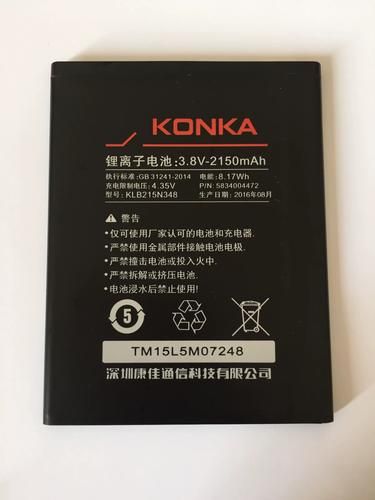 KONKA
锂离子电池:3.8V-2150mAh
执行标准: GB 31241-2014 电能: 8.17Wh
充电限制电压: 4.35V P/N: 5834004472
型号: KLB215N348 生产日期: 2016年08月
警告
•仅可使用厂家认可的电池和充电器.
•严禁使用金属部件接触电池电极.
•严禁撞击电池或投入火中.
•严禁拆解或挤压电池.
•电池浸水后禁止使用!
5
TM15L5M07248
深圳康佳通信科技有限公司